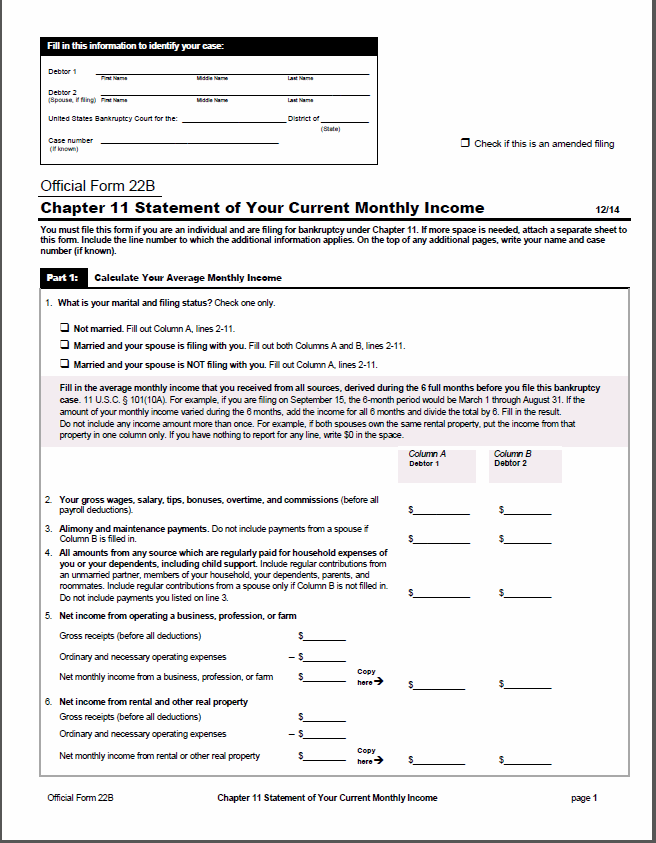 Fill in this information to identify your case:
Debtor 1
First Name Middle Name Last Name
Debtor 2
(Spouse, if filing) First Name Middle Name Last Name
United States Bankruptcy Court for the: District of
(State)
Case number
(If known)
❐ Check if this is an amended filing
Official Form 22B
Chapter 11 Statement of Your Current Monthly Income 12/14
You must file this form if you are an individual and are filing for bankruptcy under Chapter 11. If more space is needed, attach a separate sheet to
this form. Include the line number to which the additional information applies. On the top of any additional pages, write your name and case
number (if known).
Part 1: Calculate Your Average Monthly Income
1. What is your marital and filing status? Check one only.
❑ Not married. Fill out Column A, lines 2-11.
❑ Married and your spouse is filing with you. Fill out both Columns A and B, lines 2-11.
❑ Married and your spouse is NOT filing with you. Fill out Column A, lines 2-11.
Fill in the average monthly income that you received from all sources, derived during the 6 full months before you file this bankruptcy
case. 11 U.S.C. § 101(10A). For example, if you are filing on September 15, the 6-month period would be March 1 through August 31. If the
amount of your monthly income varied during the 6 months, add the income for all 6 months and divide the total by 6. Fill in the result.
Do not include any income amount more than once. For example, if both spouses own the same rental property, put the income from that
property in one column only. If you have nothing to report for any line, write $0 in the space.
Column A Column B
Debtor 1 Debtor 2
2. Your gross wages, salary, tips, bonuses, overtime, and commissions (before all
payroll deductions). $__________ $__________
3. Alimony and maintenance payments. Do not include payments from a spouse if
Column B is filled in. $__________ $__________
4. All amounts from any source which are regularly paid for household expenses of
you or your dependents, including child support. Include regular contributions from
an unmarried partner, members of your household, your dependents, parents, and
roommates. Include regular contributions from a spouse only if Column B is not filled in.
Do not include payments you listed on line 3. $__________ $__________
5. Net income from operating a business, profession, or farm
Gross receipts (before all deductions) $_________
Ordinary and necessary operating expenses – $_________
Net monthly income from a business, profession, or farm $_________ Copy here➔ $__________ $__________
6. Net income from rental and other real property
Gross receipts (before all deductions) $_________
Ordinary and necessary operating expenses – $_________
Net monthly income from rental or other real property $_________ Copy here➔ $__________ $__________
Official Form 22B Chapter 11 Statement of Your Current Monthly Income page 1